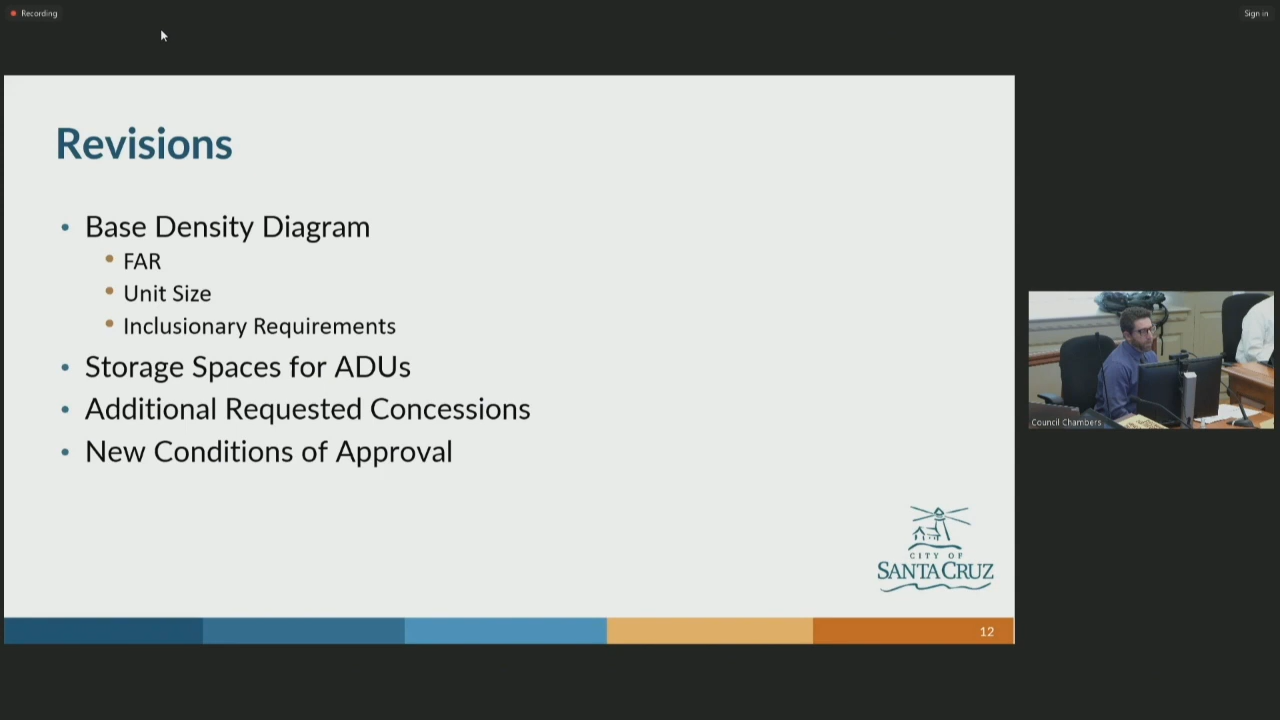 Recording
Sign in
Revisions
• Base Density Diagram
• FAR
• Unit Size
• Inclusionary Requirements
• Storage Spaces for ADUs
• Additional Requested Concessions
• New Conditions of Approval
Council Chambers
CITY OF
SANTA CRUZ
12